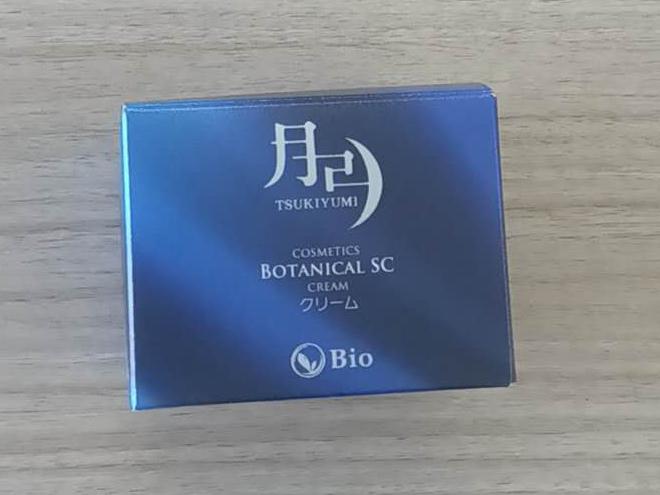 月弓
TSUKIYUMI
COSMETICS
BOTANICAL SC
CREAM
クリーム
Bio